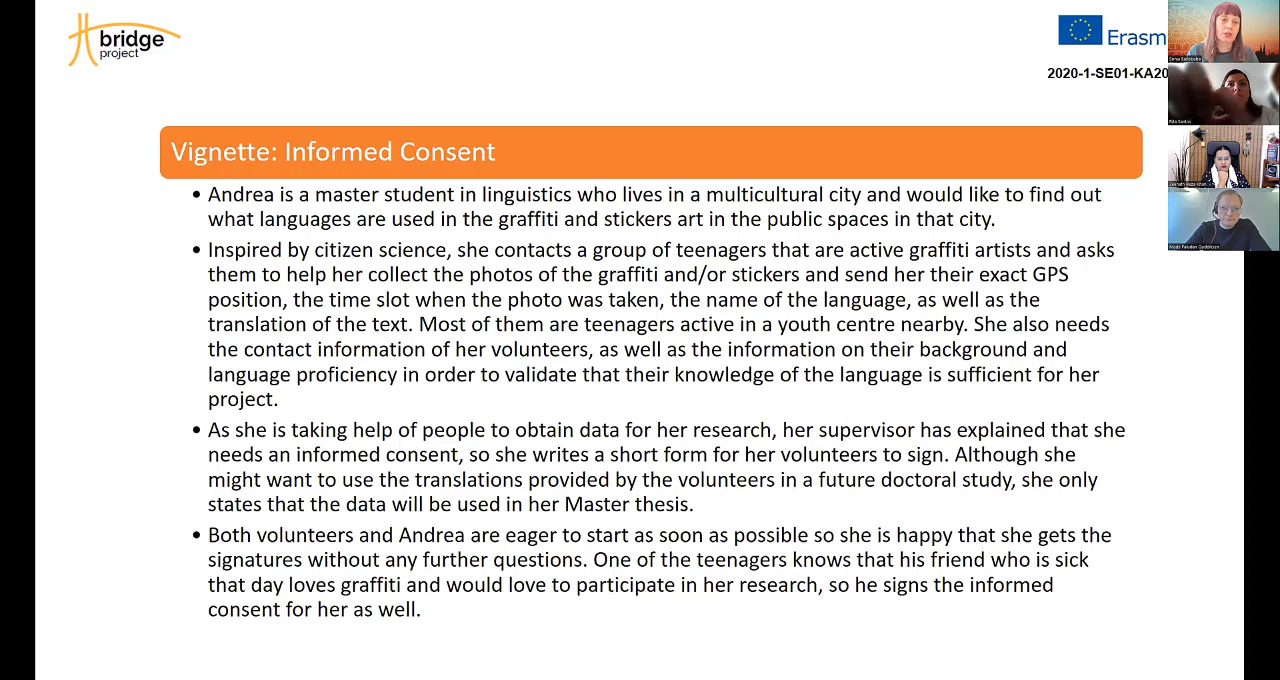 bridge
project
Erasm
2020-1-SE01-KA20
Vignette: Informed Consent
• Andrea is a master student in linguistics who lives in a multicultural city and would like to find out
what languages are used in the graffiti and stickers art in the public spaces in that city.
• Inspired by citizen science, she contacts a group of teenagers that are active graffiti artists and asks
them to help her collect the photos of the graffiti and/or stickers and send her their exact GPS
position, the time slot when the photo was taken, the name of the language, as well as the
translation of the text. Most of them are teenagers active in a youth centre nearby. She also needs
the contact information of her volunteers, as well as the information on their background and
language proficiency in order to validate that their knowledge of the language is sufficient for her
project.
• As she is taking help of people to obtain data for her research, her supervisor has explained that she
needs an informed consent, so she writes a short form for her volunteers to sign. Although she
might want to use the translations provided by the volunteers in a future doctoral study, she only
states that the data will be used in her Master thesis.
• Both volunteers and Andrea are eager to start as soon as possible so she is happy that she gets the
signatures without any further questions. One of the teenagers knows that his friend who is sick
that day loves graffiti and would love to participate in her research, so he signs the informed
consent for her as well.